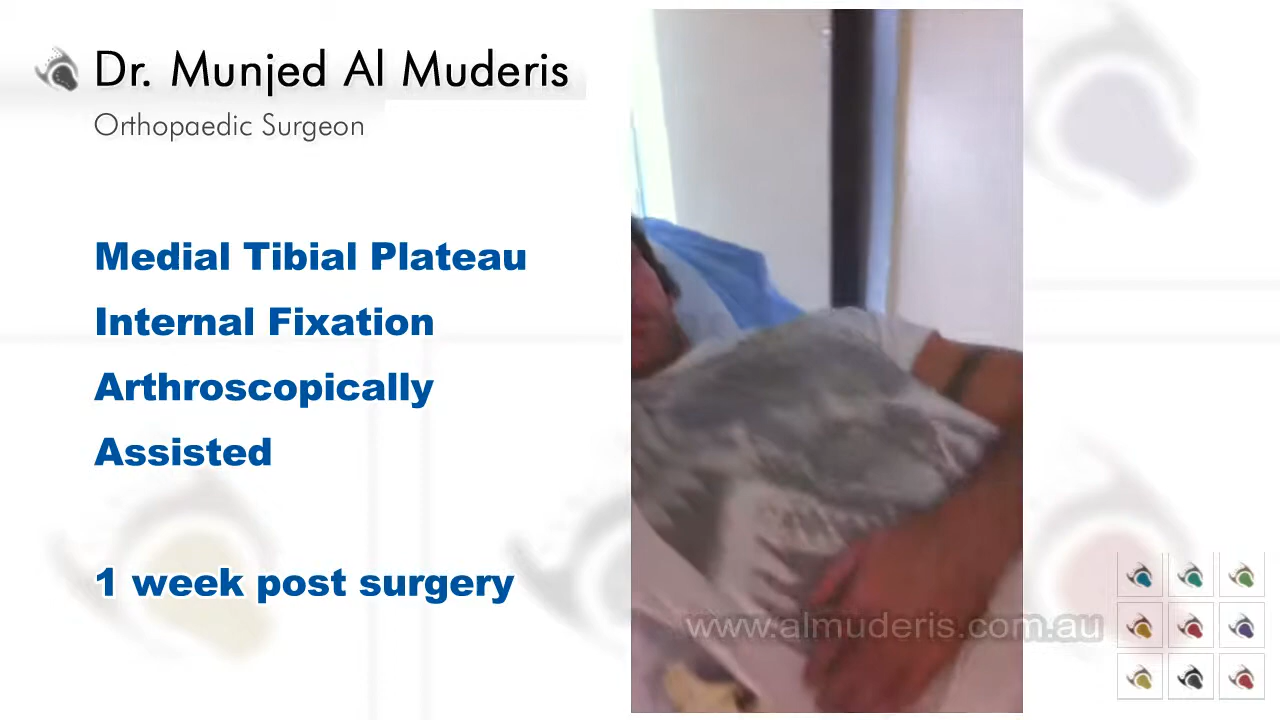 Dr. Munjed Al Muderis
Orthopaedic Surgeon
Medial Tibial Plateau
Internal Fixation
Arthroscopically
Assisted
1 week post surgery
www.almuderis.com.au